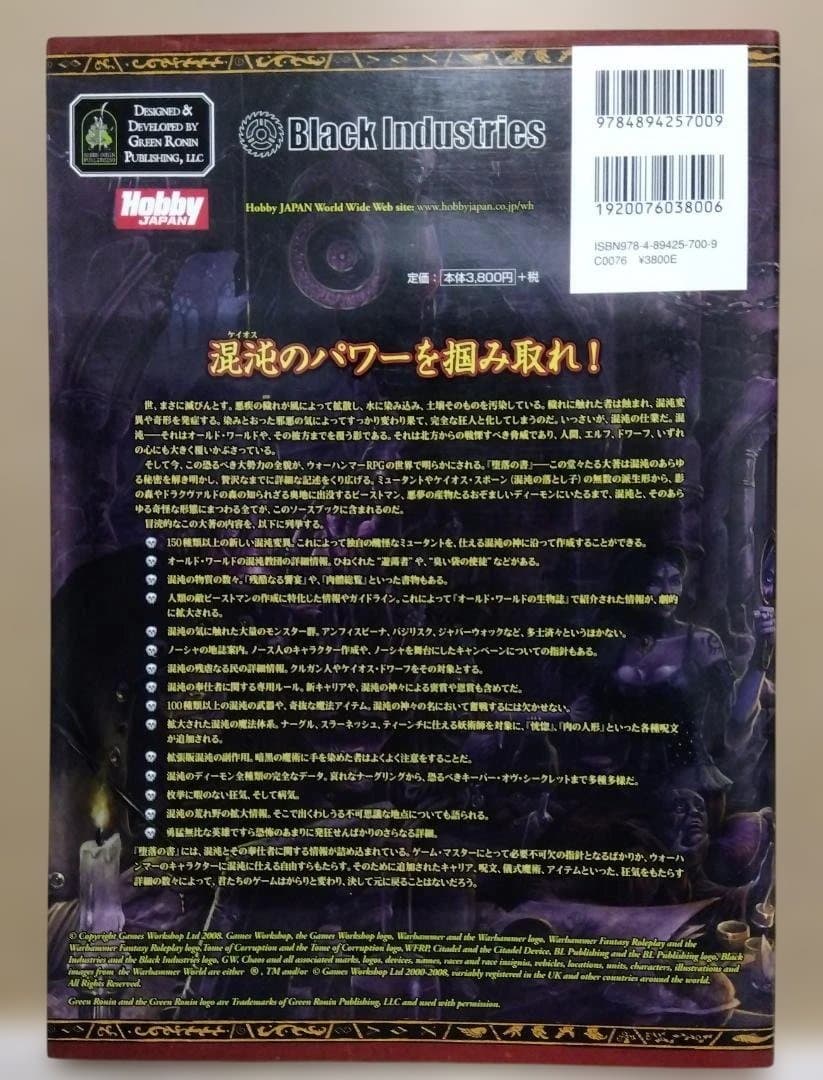 DESIGNED &
DEVELOPED BY
GREEN RONIN
PUBLISHING, LLC
GREEN RONIN
PUBLISHING
Black Industries
Hobby
JAPAN
Hobby JAPAN World Wide Web site: www.hobbyjapan.co.jp/wh
定価：本体3,800円＋税
9784894257009
1920076038006
ISBN978-4-89425-700-9
C0076 ¥3800E
ケイオス
混沌のパワーを掴み取れ！
世、まさに滅びんとす。悪疾の穢れが風によって拡散し、水に染み込み、土壌そのものを汚染している。穢れに触れた者は蝕まれ、混沌変
異や奇形を発症する。染みとおった邪悪の気によってすっかり変わり果て、完全な狂人と化してしまうのだ。いっさいが、混沌の仕業だ。混
沌――それはオールド・ワールドや、その彼方までを覆う影である。それは北方からの戦慄すべき脅威であり、人間、エルフ、ドワーフ、いずれ
の心にも大きく覆いかぶさっている。
そして今、この恐るべき大勢力の全貌が、ウォーハンマーRPGの世界で明らかにされる。『堕落の書』――この堂々たる大著は混沌のあらゆ
る秘密を解き明かし、贅沢なまでに詳細な記述をくり広げる。ミュータントやケイオス・スポーン（混沌の落とし子）の無数の派生形から、影
の森やドラクヴァルドの森の知られざる奥地に出没するビーストマン、悪夢の産物たるおぞましいディーモンにいたるまで、混沌と、そのあら
ゆる奇怪な形態にまつわる全てが、このソースブックに含まれるのだ。
冒涜的なこの大著の内容を、以下に列挙する。
150種類以上の新しい混沌変異。これによって独自の醜怪なミュータントを、仕える混沌の神に沿って作成することができる。
オールド・ワールドの混沌教団の詳細情報。ひねくれた“遊蕩者”や、“臭い袋の使徒”などがある。
混沌の物質の数々。『残酷なる饗宴』や、『肉體総覧』といった書物もある。
人類の敵ビーストマンの作成に特化した情報やガイドライン。これによって『オールド・ワールドの生物誌』で紹介された情報が、劇的
に拡大される。
混沌の気に触れた大量のモンスター群。アンフィスビーナ、バジリスク、ジャバーウォックなど、多士済々というほかない。
ノーシャの地誌案内。ノース人のキャラクター作成や、ノーシャを舞台にしたキャンペーンについての指針もある。
混沌の残虐なる民の詳細情報。クルガン人やケイオス・ドワーフをその対象とする。
混沌の奉仕者に関する専用ルール。新キャリアや、混沌の神々による褒賞や恩賞も含めてだ。
100種類以上の混沌の武器や、奇抜な魔法アイテム。混沌の神々の名において奮戦するには欠かせない。
拡大された混沌の魔法体系。ナーグル、スラーネッシュ、ティーンチに仕える妖術師を対象に、『恍惚』、『肉の人形』といった各種呪文
が追加される。
拡張版混沌の副作用。暗黒の魔術に手を染めた者はよくよく注意をすることだ。
混沌のディーモン全種類の完全なデータ。哀れなナーグリングから、恐るべきキーパー・オヴ・シークレットまで多種多様だ。
枚挙に暇のない狂気、そして病気。
混沌の荒れ野の拡大情報。そこで出くわしうる不可思議な地点についても語られる。
勇猛無比な英雄ですら恐怖のあまりに発狂せんばかりのさらなる詳細。
『堕落の書』には、混沌とその奉仕者に関する情報が詰め込まれている。ゲーム・マスターにとって必要不可欠の指針となるばかりか、ウォーハ
ンマーのキャラクターに混沌に仕える自由すらもたらす。そのために追加されたキャリア、呪文、儀式魔術、アイテムといった、狂気をもたらす
詳細の数々によって、君たちのゲームはがらりと変わり、決して元に戻ることはないだろう。
© Copyright Games Workshop Ltd 2008. Games Workshop, the Games Workshop logo, Warhammer and the Warhammer logo, Warhammer Fantasy Roleplay and the
Warhammer Fantasy Roleplay logo, Tome of Corruption and the Tome of Corruption logo, WFRP, Citadel and the Citadel Device, BL Publishing and the BL Publishing logo, Black
Industries and the Black Industries logo, GW, Chaos and all associated marks, logos, devices, names, races and race insignia, vehicles, locations, units, characters, illustrations and
images from the Warhammer World are either ®, TM and/or © Games Workshop Ltd 2000-2008, variably registered in the UK and other countries around the world.
All Rights Reserved.
Green Ronin and the Green Ronin logo are Trademarks of Green Ronin Publishing, LLC and used with permission.